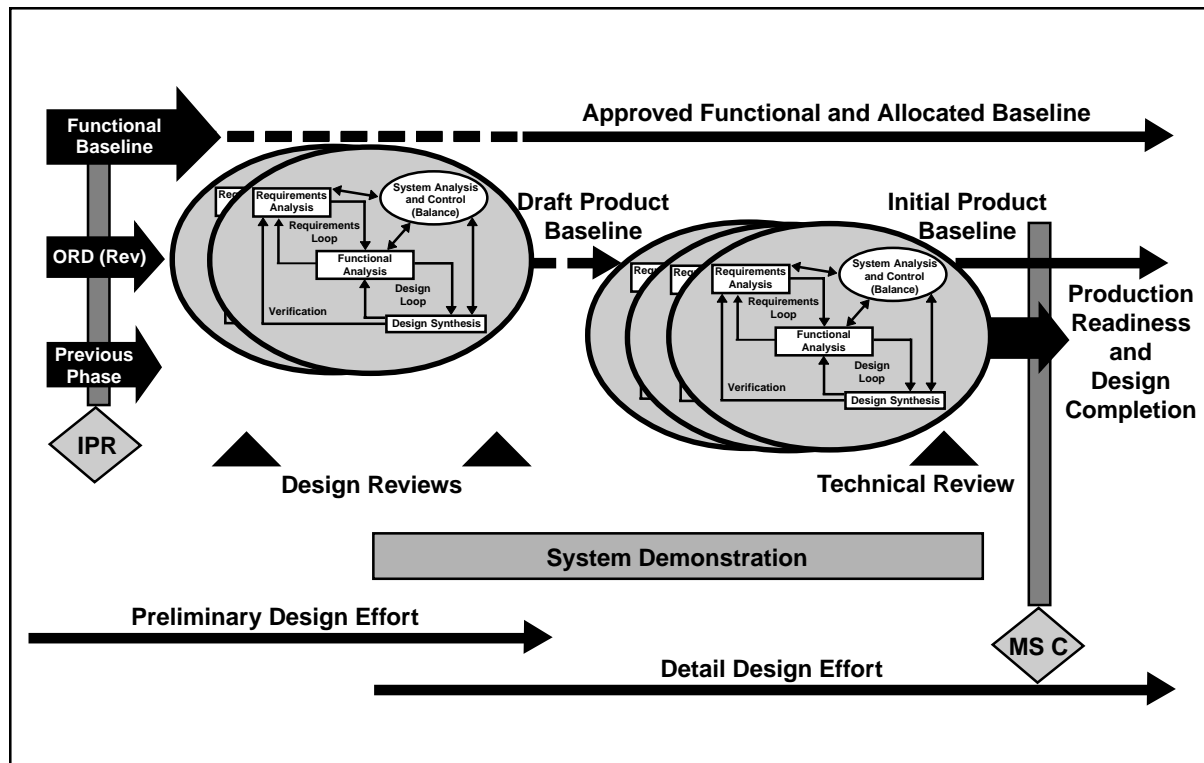 Functional
Baseline
Approved Functional and Allocated Baseline
ORD (Rev)
Previous
Phase
IPR
Req
Requirements
Analysis
System Analysis
and Control
(Balance)
Requirements
Loop
Functional
Analysis
Design
Loop
Verification
Design Synthesis
Draft Product
Baseline
Initial Product
Baseline
Requirements
Analysis
System Analysis
and Control
(Balance)
Requirements
Loop
Functional
Analysis
Design
Loop
Verification
Design Synthesis
Production
Readiness
and
Design
Completion
Design Reviews
Technical Review
System Demonstration
Preliminary Design Effort
MS C
Detail Design Effort